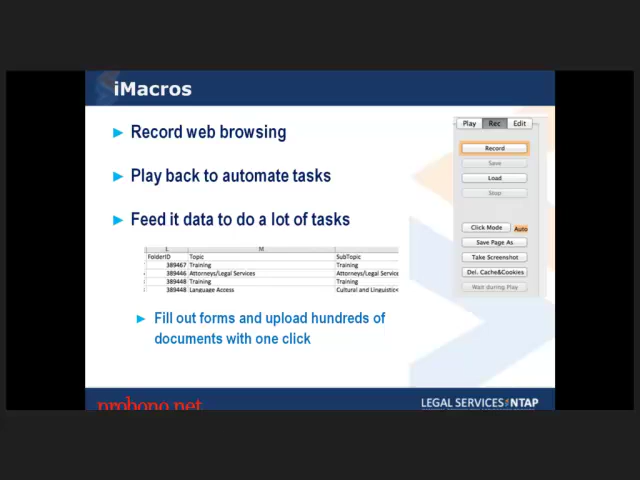 iMacros
Record web browsing
Play back to automate tasks
Feed it data to do a lot of tasks
L M
FolderID Topic SubTopic
389467 Training Training
389446 Attorneys/Legal Services Attorneys/Legal Service
389448 Training Training
389448 Language Access Cultural and Linguistic
Fill out forms and upload hundreds of
documents with one click
Play Rec Edit
Record
Save
Load
Stop
Click Mode Auto
Save Page As
Take Screenshot
Del. Cache&Cookies
Wait during Play
probono.net
LEGAL SERVICES NTAP